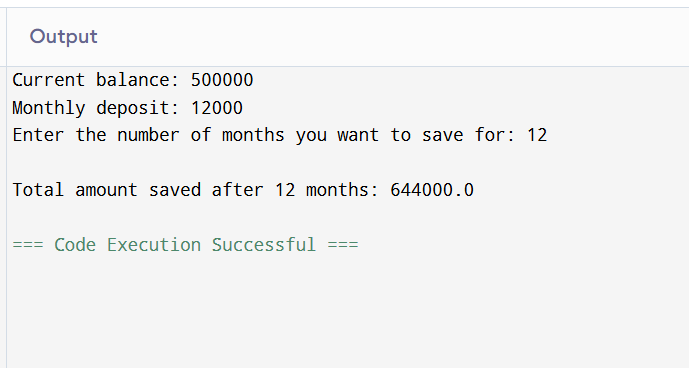 Output
Current balance: 500000
Monthly deposit: 12000
Enter the number of months you want to save for: 12
Total amount saved after 12 months: 644000.0
=== Code Execution Successful ===